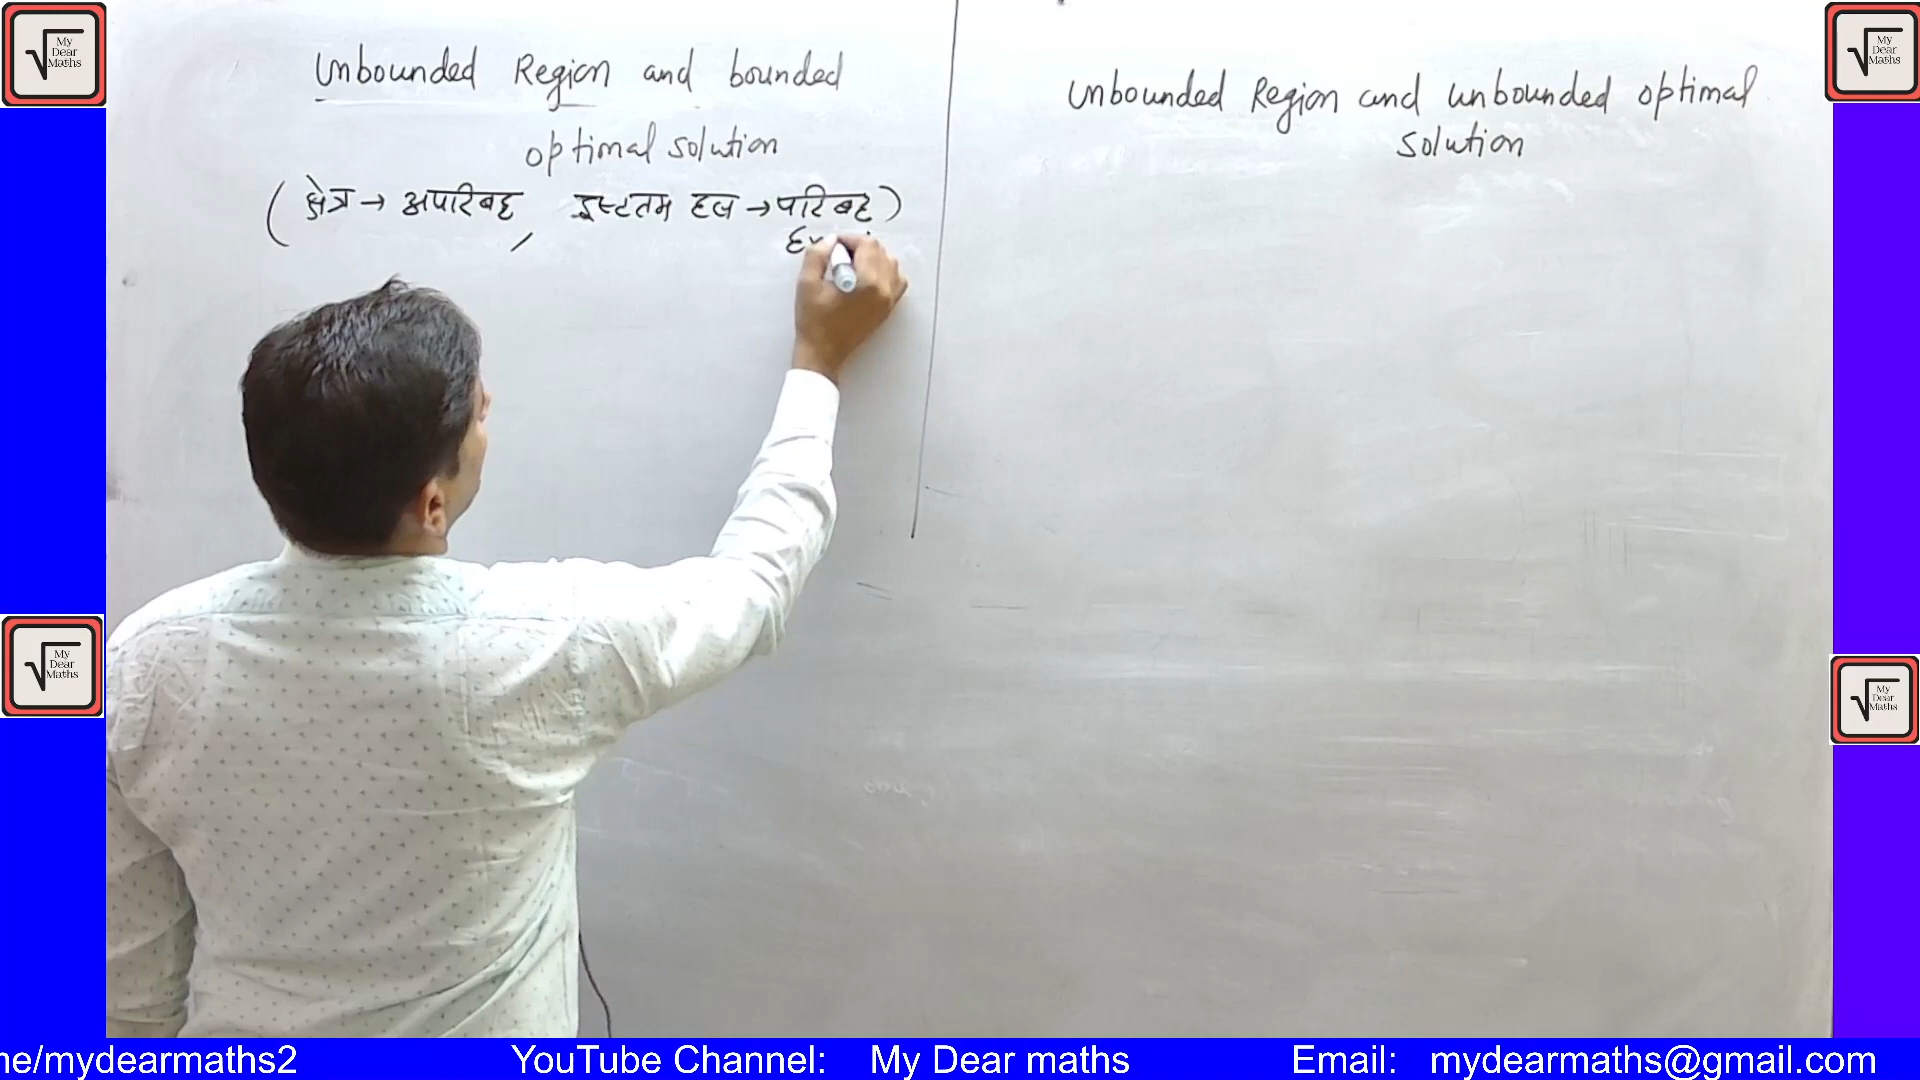 Unbounded Region and bounded
optimal solution
( क्षेत्र → अपरिबद्ध, इष्टतम हल → परिबद्ध )
Unbounded Region and unbounded optimal
solution
My
Dear
Maths
My
Dear
Maths
My
Dear
Maths
My
Dear
Maths
me/mydearmaths2 YouTube Channel: My Dear maths Email: mydearmaths@gmail.com